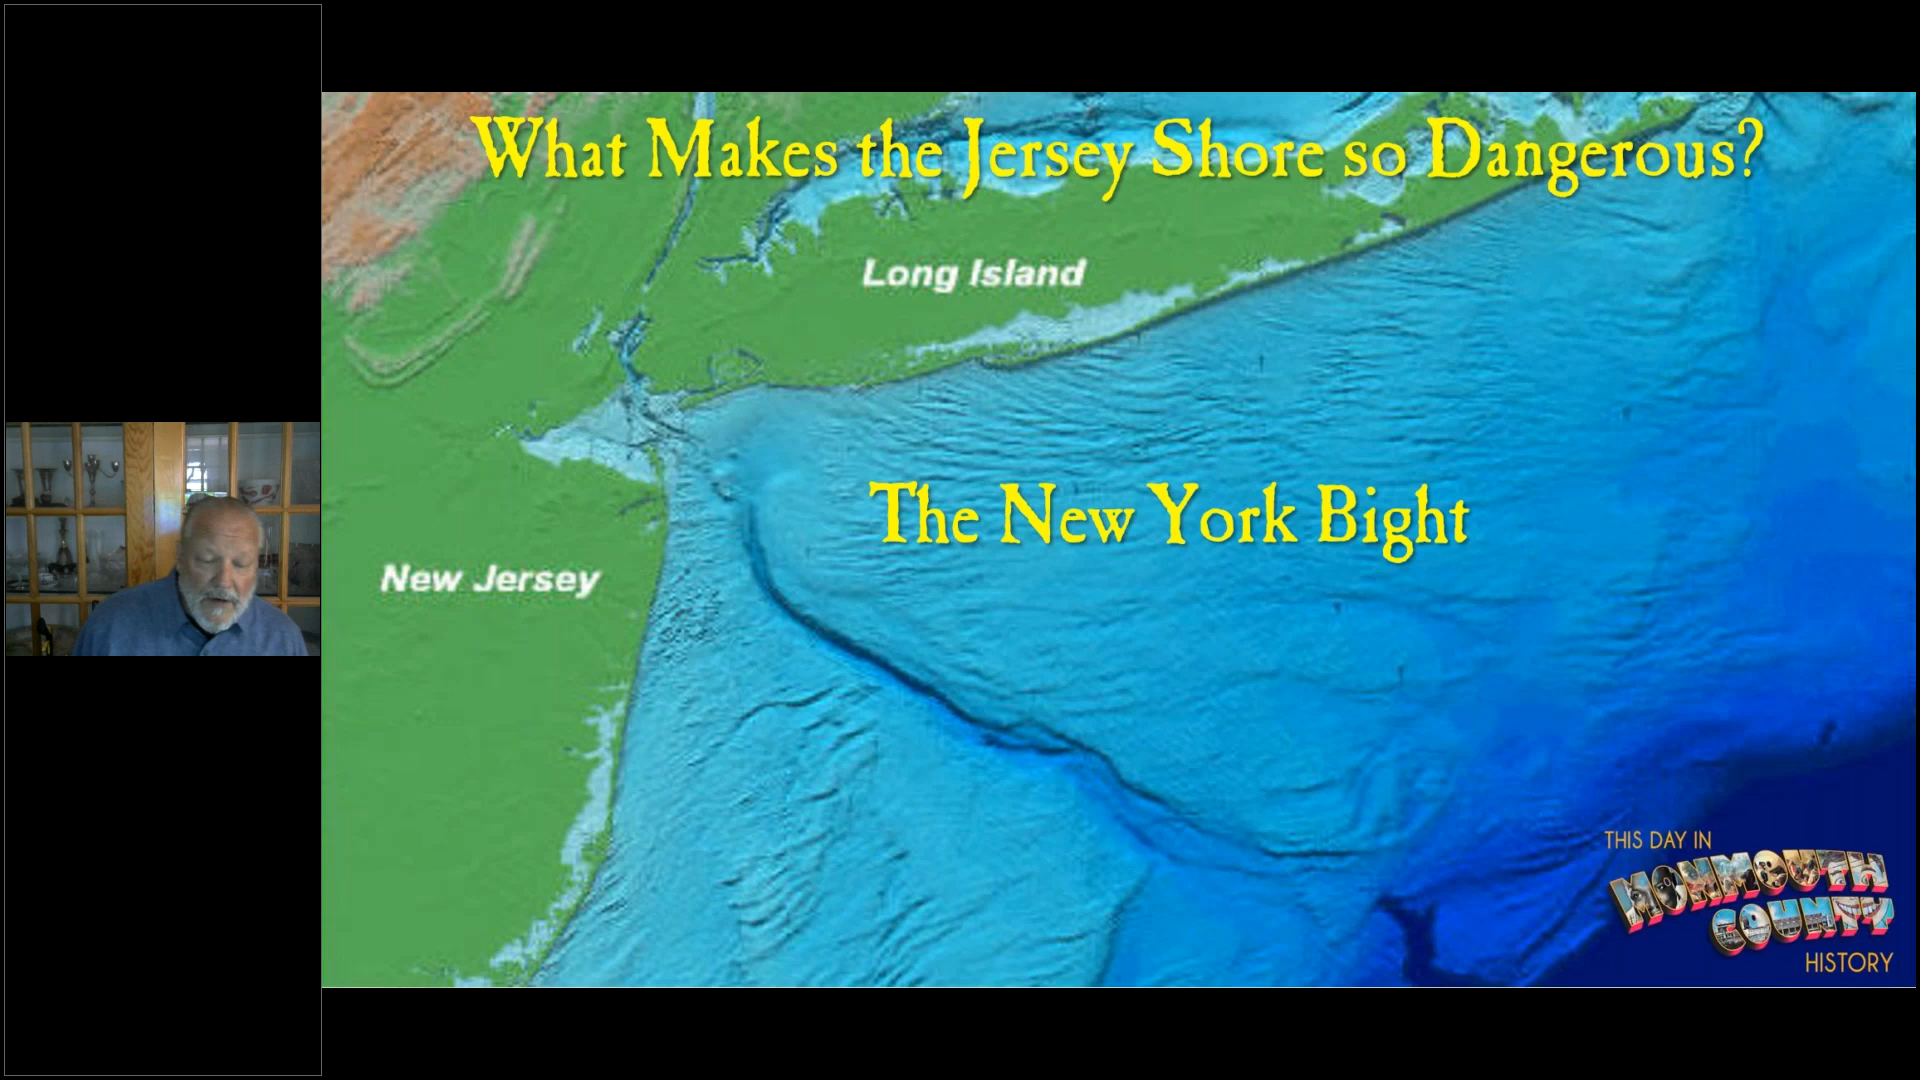 What Makes the Jersey Shore so Dangerous?
Long Island
The New York Bight
New Jersey
THIS DAY IN
MONMOUTH
COUNTY
HISTORY